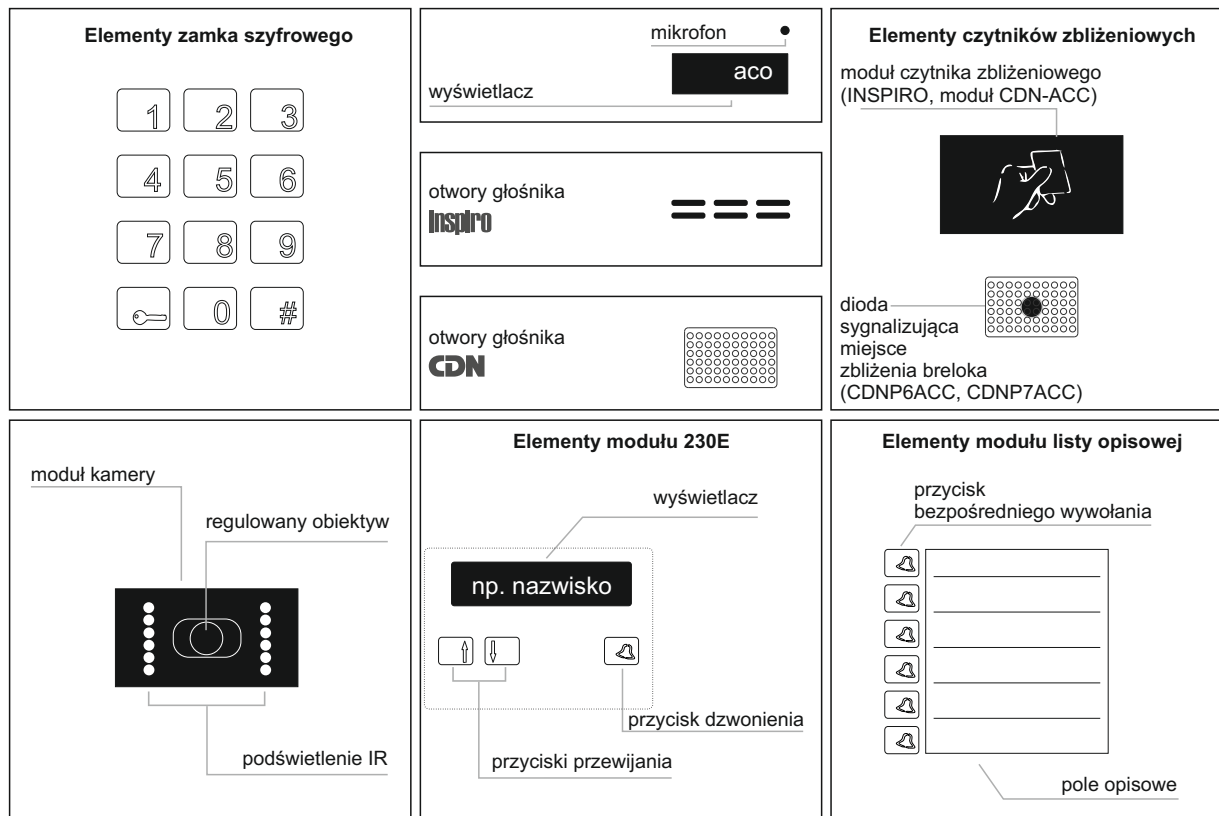 Elementy zamka szyfrowego
1 2 3
4 5 6
7 8 9
0 #
mikrofon
aco
wyświetlacz
otwory głośnika
Inspiro
otwory głośnika
CDN
Elementy czytników zbliżeniowych
moduł czytnika zbliżeniowego
(INSPIRO, moduł CDN-ACC)
dioda
sygnalizująca
miejsce
zbliżenia breloka
(CDNP6ACC, CDNP7ACC)
moduł kamery
regulowany obiektyw
podświetlenie IR
Elementy modułu 230E
wyświetlacz
np. nazwisko
przycisk dzwonienia
przyciski przewijania
Elementy modułu listy opisowej
przycisk
bezpośredniego wywołania
pole opisowe